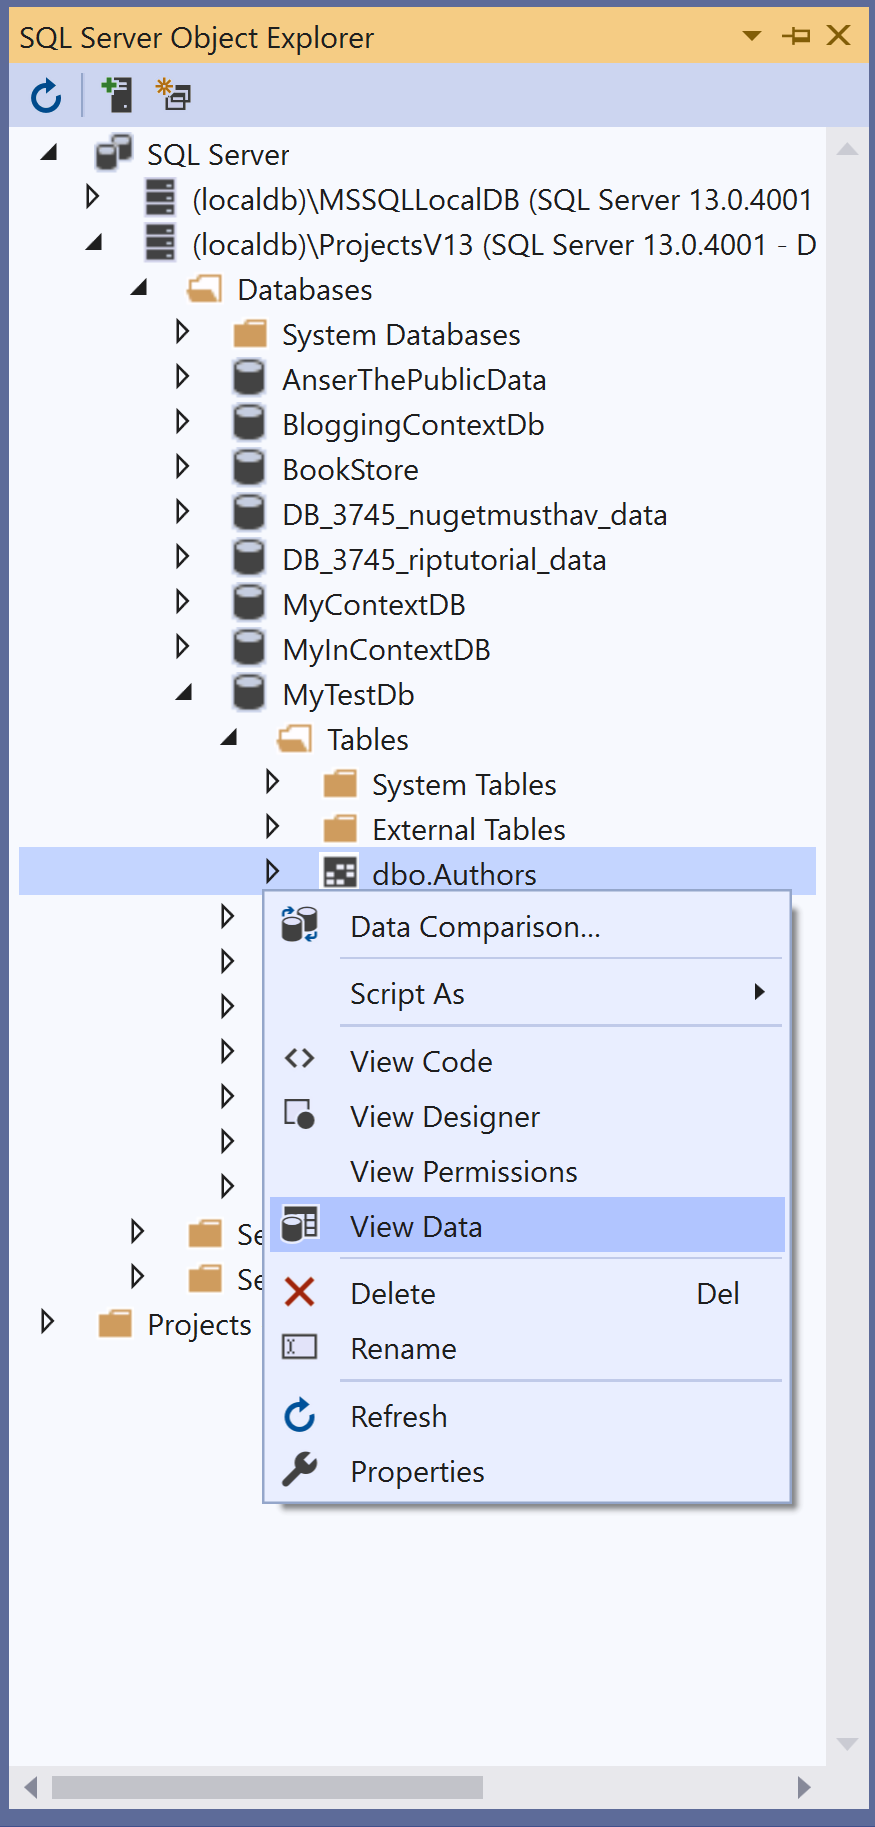 SQL Server Object Explorer
SQL Server
(localdb)\MSSQLLocalDB (SQL Server 13.0.4001
(localdb)\ProjectsV13 (SQL Server 13.0.4001 - D
Databases
System Databases
AnserThePublicData
BloggingContextDb
BookStore
DB_3745_nugetmusthav_data
DB_3745_riptutorial_data
MyContextDB
MyInContextDB
MyTestDb
Tables
System Tables
External Tables
dbo.Authors
Data Comparison...
Script As
View Code
View Designer
View Permissions
View Data
Se
Delete Del
Se
Projects
Rename
Refresh
Properties